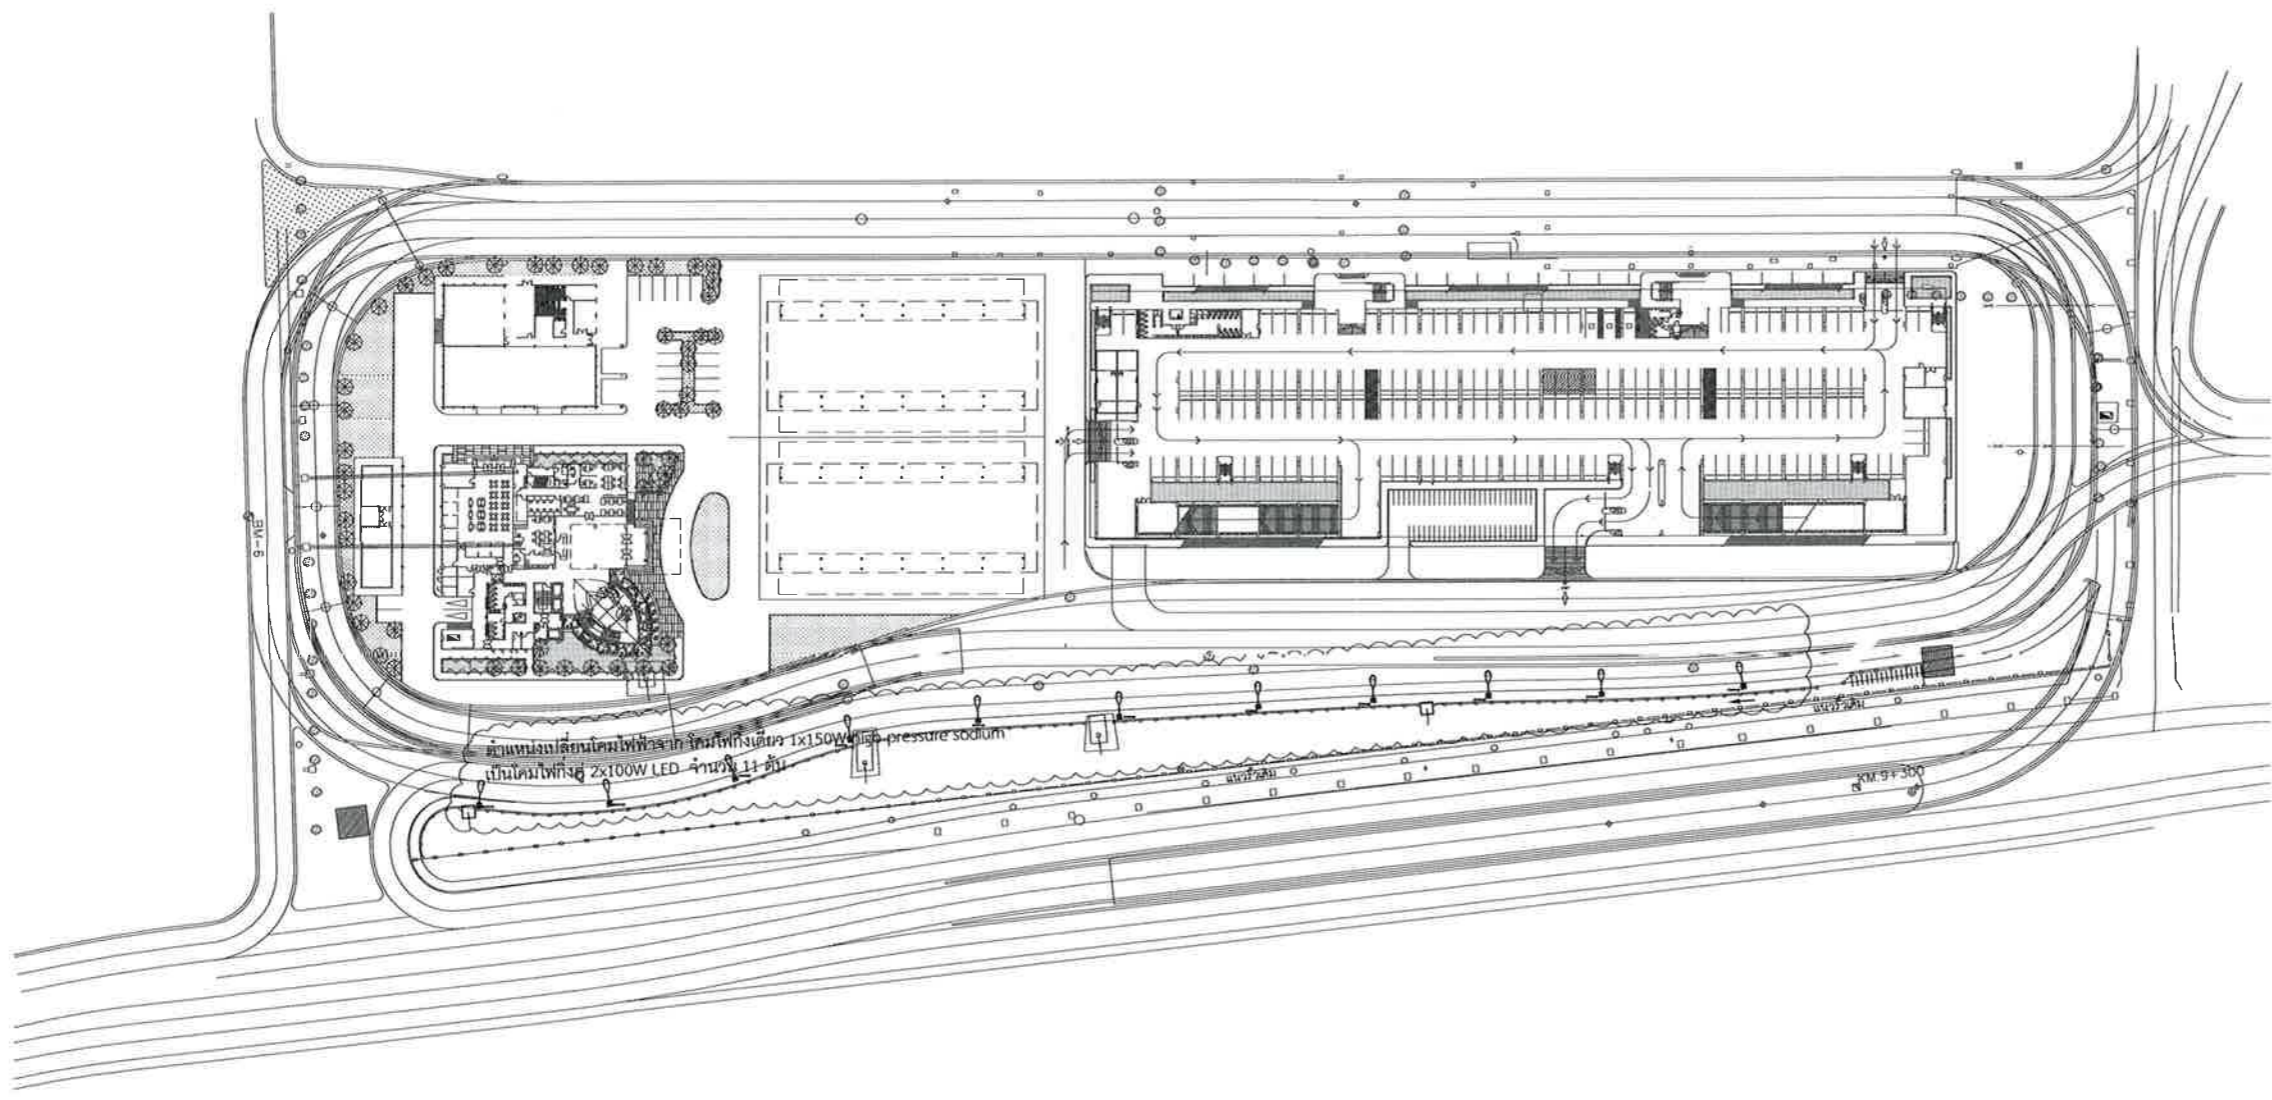 BM-6
ตำแหน่งเปลี่ยนโคมไฟฟ้าจาก โคมไฟกิ่งเดี่ยว 1x150W high pressure sodium
เป็นโคมไฟกิ่งคู่ 2x100W LED จำนวน 11 ต้น
แนวรั้วเดิม
แนวรั้วเดิม
KM.9+300